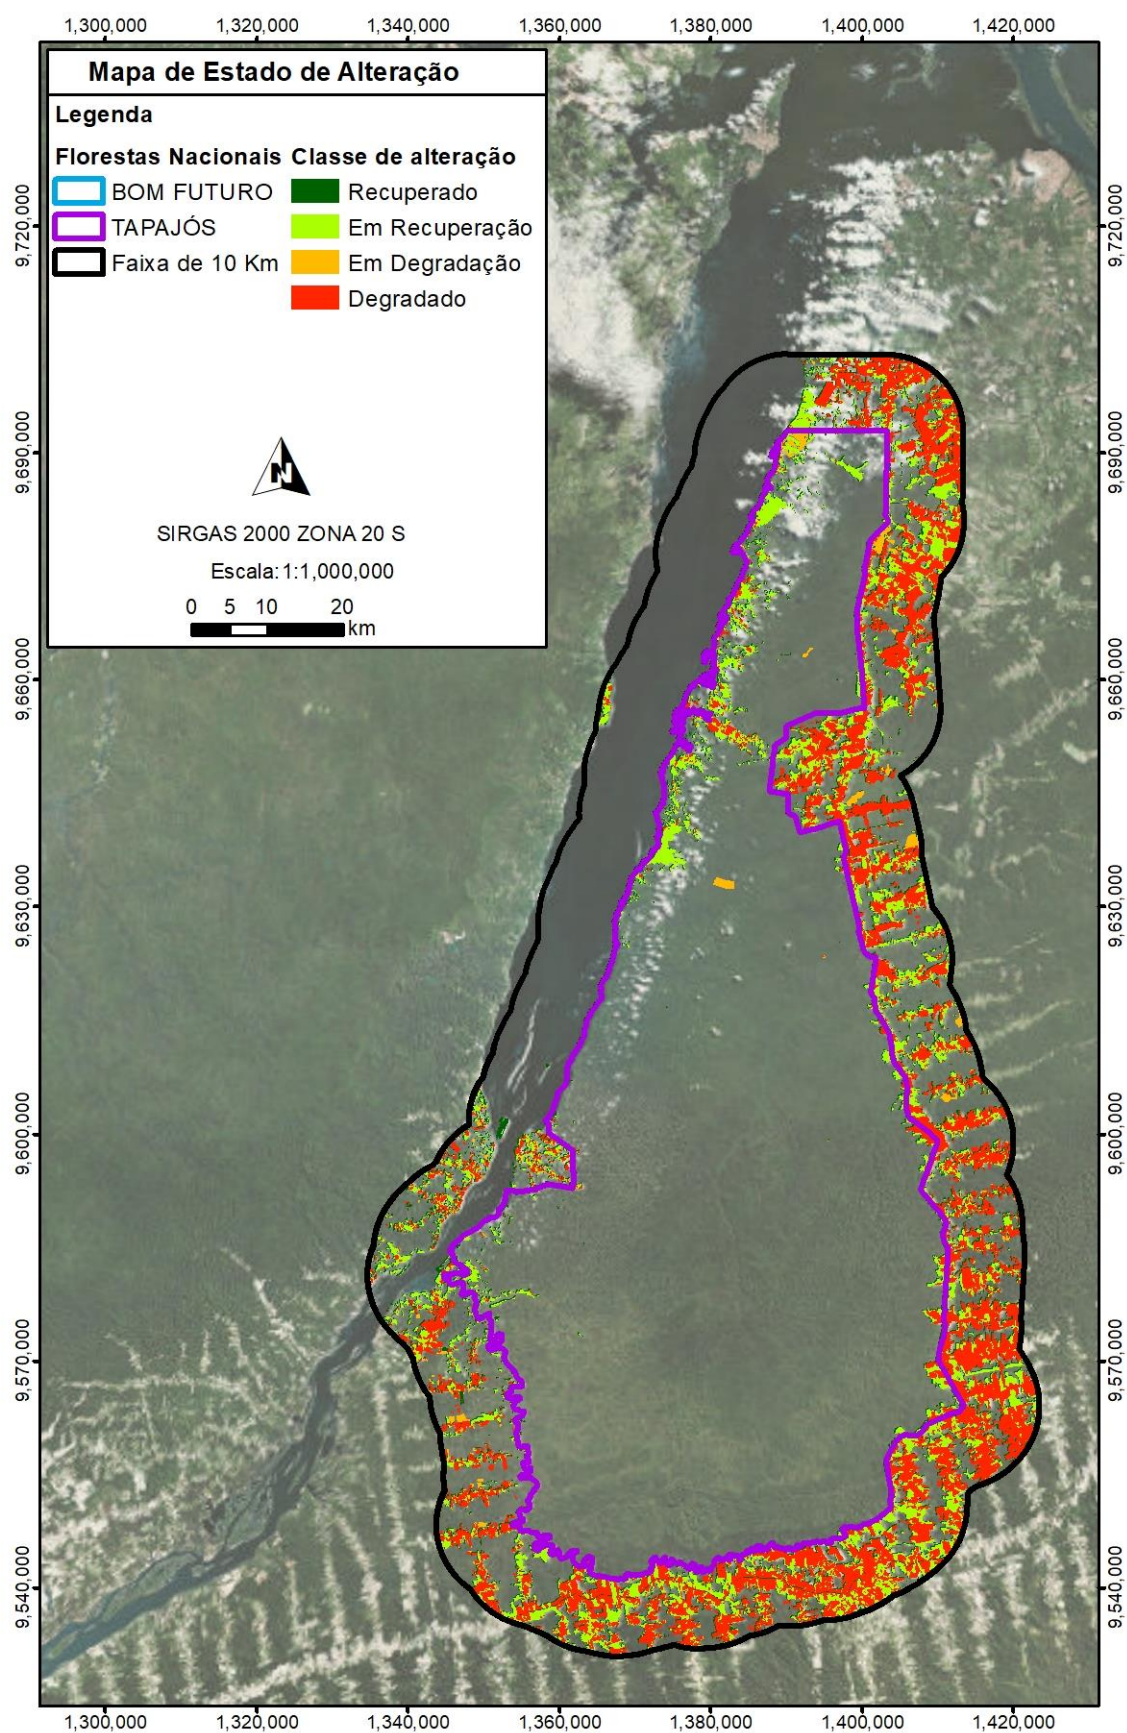 1,300,000 1,320,000 1,340,000 1,360,000 1,380,000 1,400,000 1,420,000
Mapa de Estado de Alteração
Legenda
Florestas Nacionais Classe de alteração
BOM FUTURO Recuperado
TAPAJÓS Em Recuperação
Faixa de 10 Km Em Degradação
Degradado
N
SIRGAS 2000 ZONA 20 S
Escala: 1:1,000,000
0 5 10 20
km
9,720,000 9,720,000
9,690,000 9,690,000
9,660,000 9,660,000
9,630,000 9,630,000
9,600,000 9,600,000
9,570,000 9,570,000
9,540,000 9,540,000
1,300,000 1,320,000 1,340,000 1,360,000 1,380,000 1,400,000 1,420,000